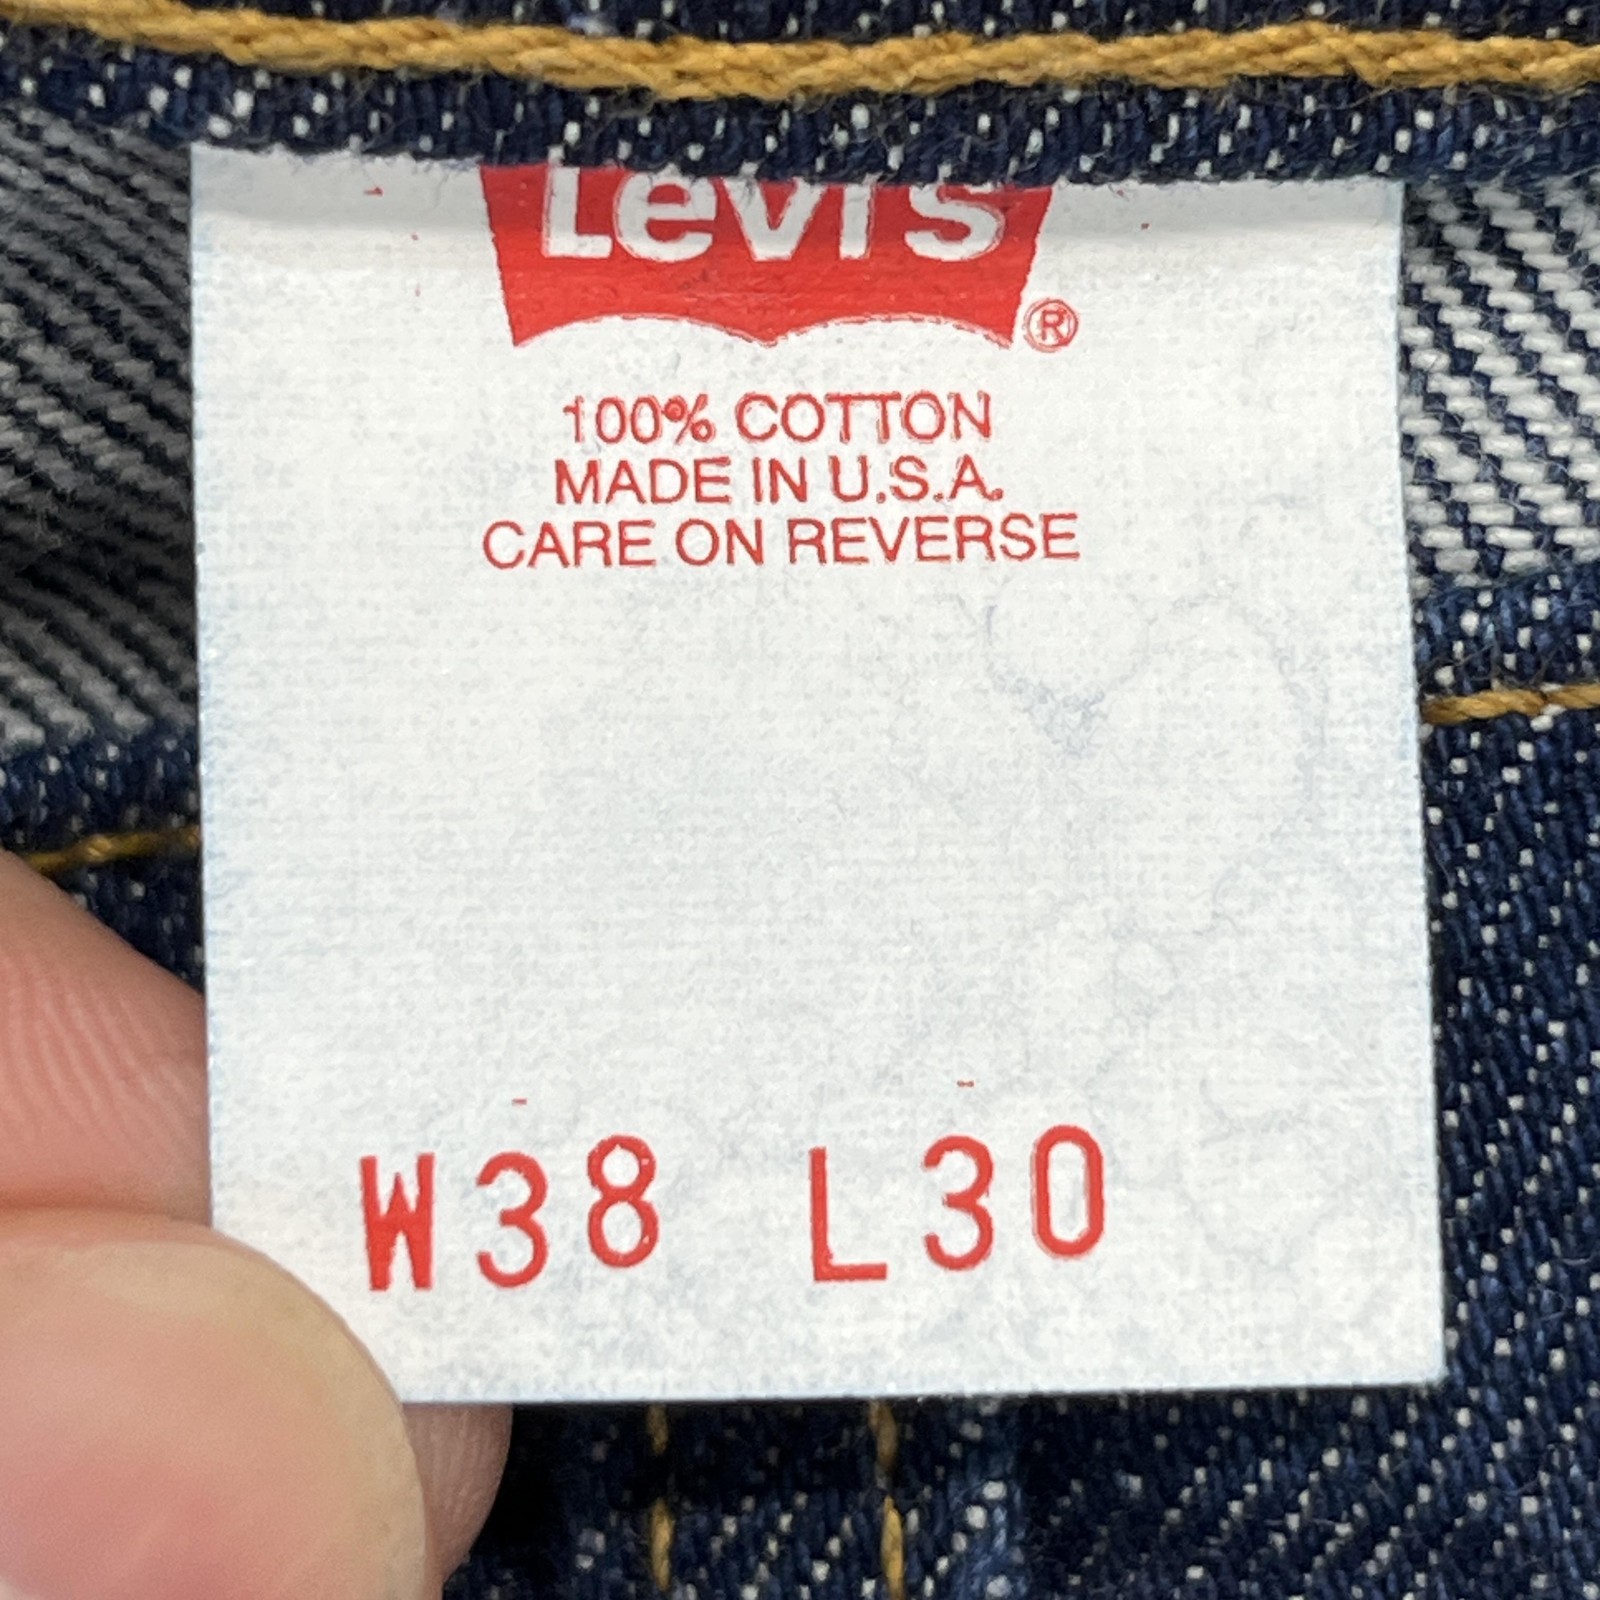 Levi's
®
100% COTTON
MADE IN U.S.A.
CARE ON REVERSE
W38 L30